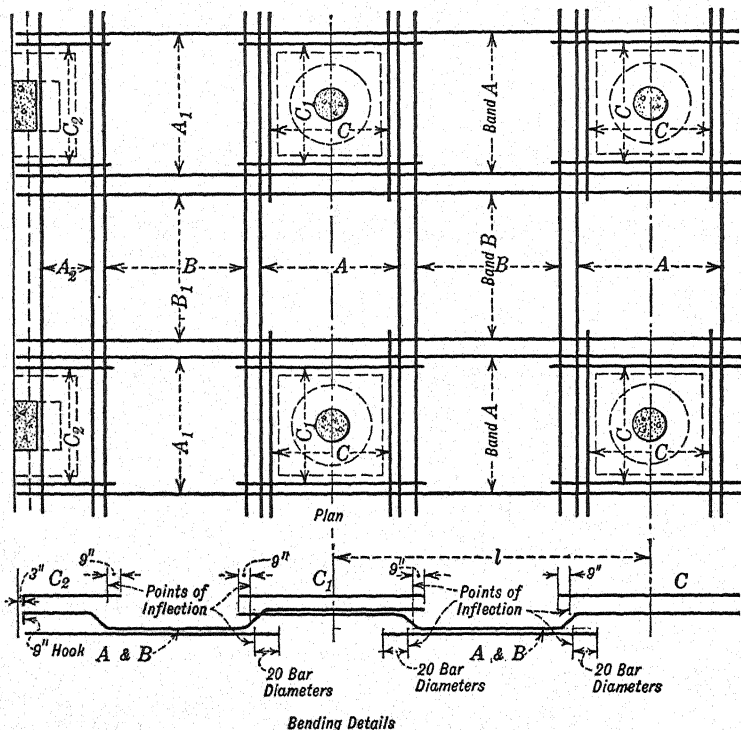 A₁
Band A
C₂
C₁
C
C
C
A₂
B
A
B
A
B₁
Band B
C₂
A₁
C₁
C
Band A
C
C
Plan
l
3"
C₂
9"
9"
C₁
9"
9"
C
Points of
Inflection
Points of
Inflection
9" Hook
A & B
20 Bar
Diameters
20 Bar
Diameters
A & B
20 Bar
Diameters
Bending Details